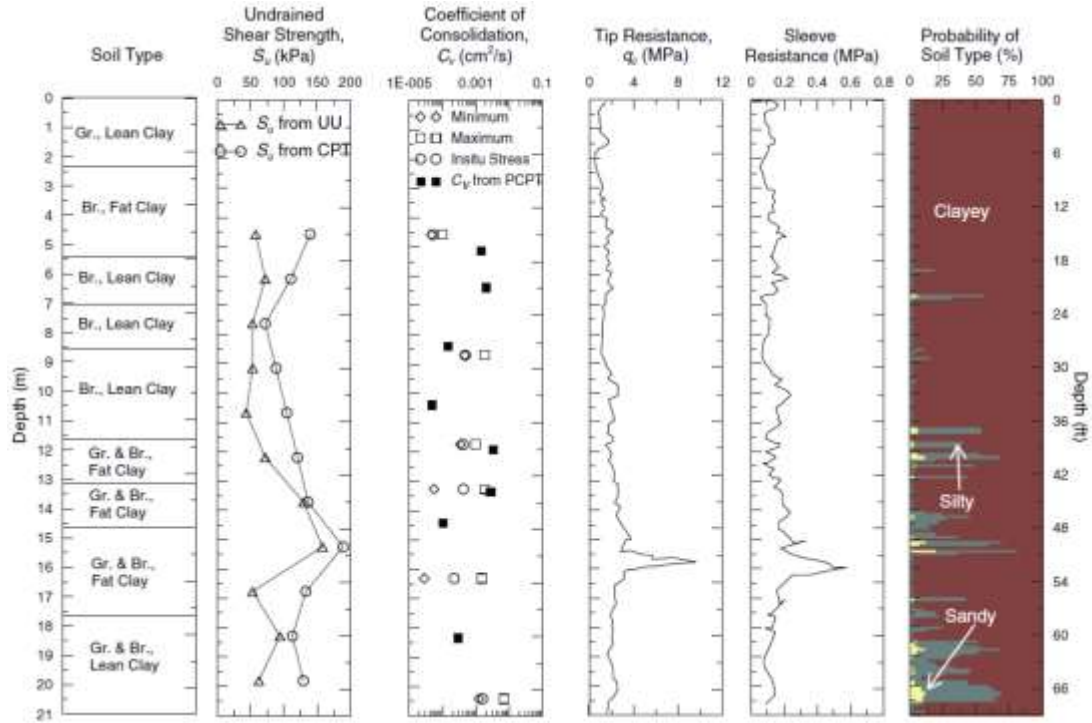 Soil Type
Undrained
Shear Strength,
Su (kPa)
0 50 100 150 200
Coefficient of
Consolidation,
Cv (cm²/s)
1E-005 0.001 0.1
Tip Resistance,
qc (MPa)
0 4 8 12
Sleeve
Resistance (MPa)
0 0.2 0.4 0.6 0.8
Probability of
Soil Type (%)
0 25 50 75 100
Depth (m)
0
1
2
3
4
5
6
7
8
9
10
11
12
13
14
15
16
17
18
19
20
21
Gr., Lean Clay
Br., Fat Clay
Br., Lean Clay
Br., Lean Clay
Br., Lean Clay
Gr. & Br.,
Fat Clay
Gr. & Br.,
Fat Clay
Gr. & Br.,
Fat Clay
Gr. & Br.,
Lean Clay
Su from UU
Su from CPT
Minimum
Maximum
Insitu Stress
CV from PCPT
Clayey
Silty
Sandy
0
6
12
18
24
30
36
42
48
54
60
66
Depth (ft)